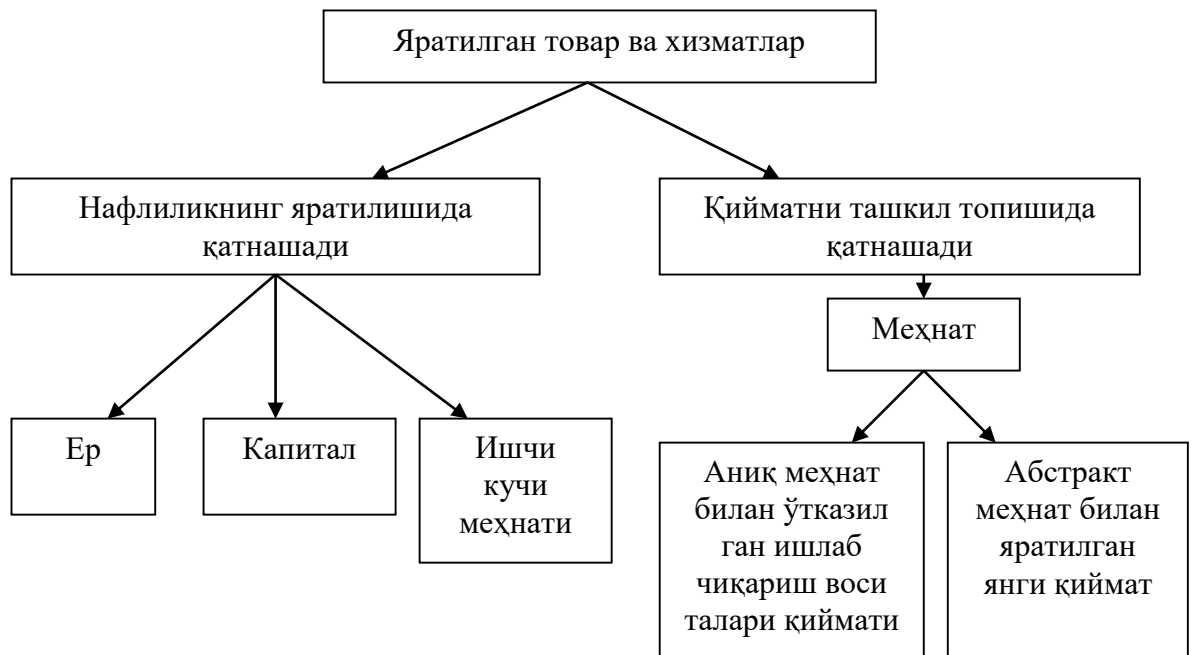 Яратилган товар ва хизматлар
Нафлиликнинг яратилишида
қатнашади
Қийматни ташкил топишида
қатнашади
Меҳнат
Ер
Капитал
Ишчи
кучи
меҳнати
Аниқ меҳнат
билан ўтказил
ган ишлаб
чиқариш воси
талари қиймати
Абстракт
меҳнат билан
яратилган
янги қиймат